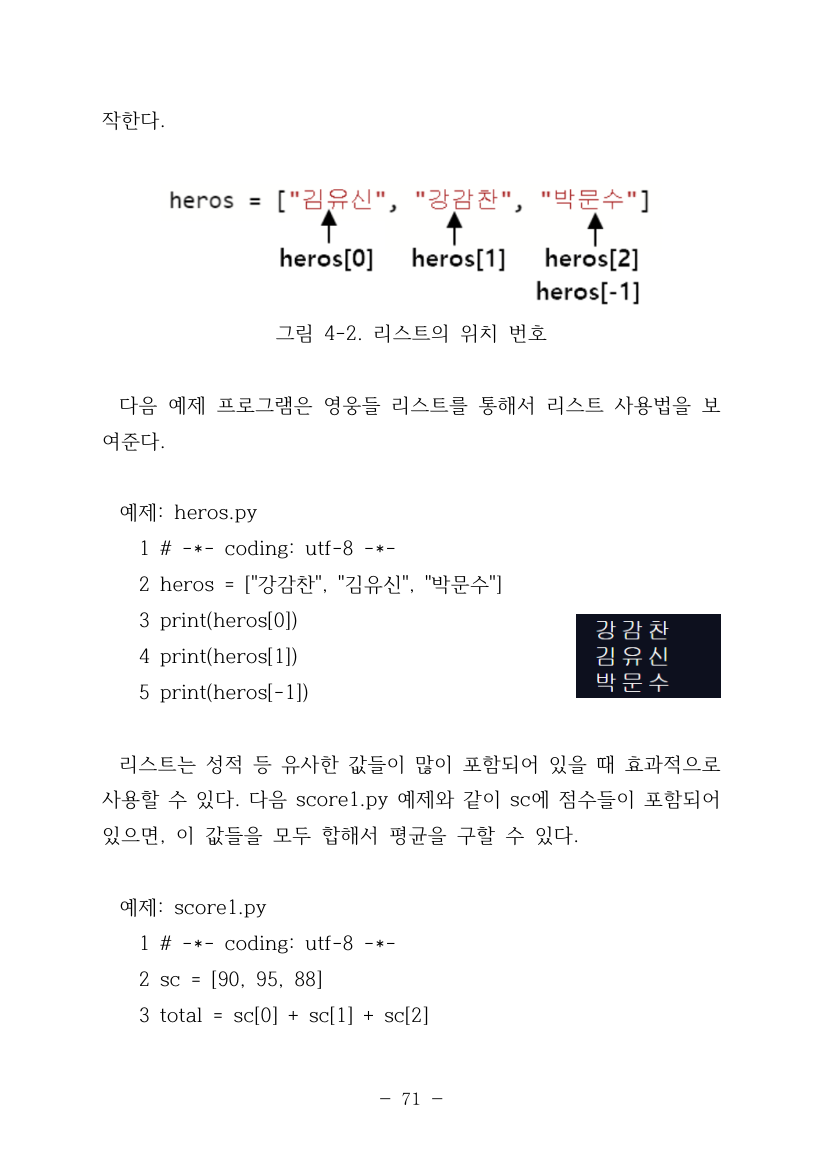 작한다.
heros = ["김유신", "강감찬", "박문수"]
heros[0] heros[1] heros[2]
heros[-1]
그림 4-2. 리스트의 위치 번호
다음 예제 프로그램은 영웅들 리스트를 통해서 리스트 사용법을 보
여준다.
예제: heros.py
1 # -*- coding: utf-8 -*-
2 heros = ["강감찬", "김유신", "박문수"]
3 print(heros[0])
4 print(heros[1])
5 print(heros[-1])
강감찬
김유신
박문수
리스트는 성적 등 유사한 값들이 많이 포함되어 있을 때 효과적으로
사용할 수 있다. 다음 score1.py 예제와 같이 sc에 점수들이 포함되어
있으면, 이 값들을 모두 합해서 평균을 구할 수 있다.
예제: score1.py
1 # -*- coding: utf-8 -*-
2 sc = [90, 95, 88]
3 total = sc[0] + sc[1] + sc[2]
- 71 -